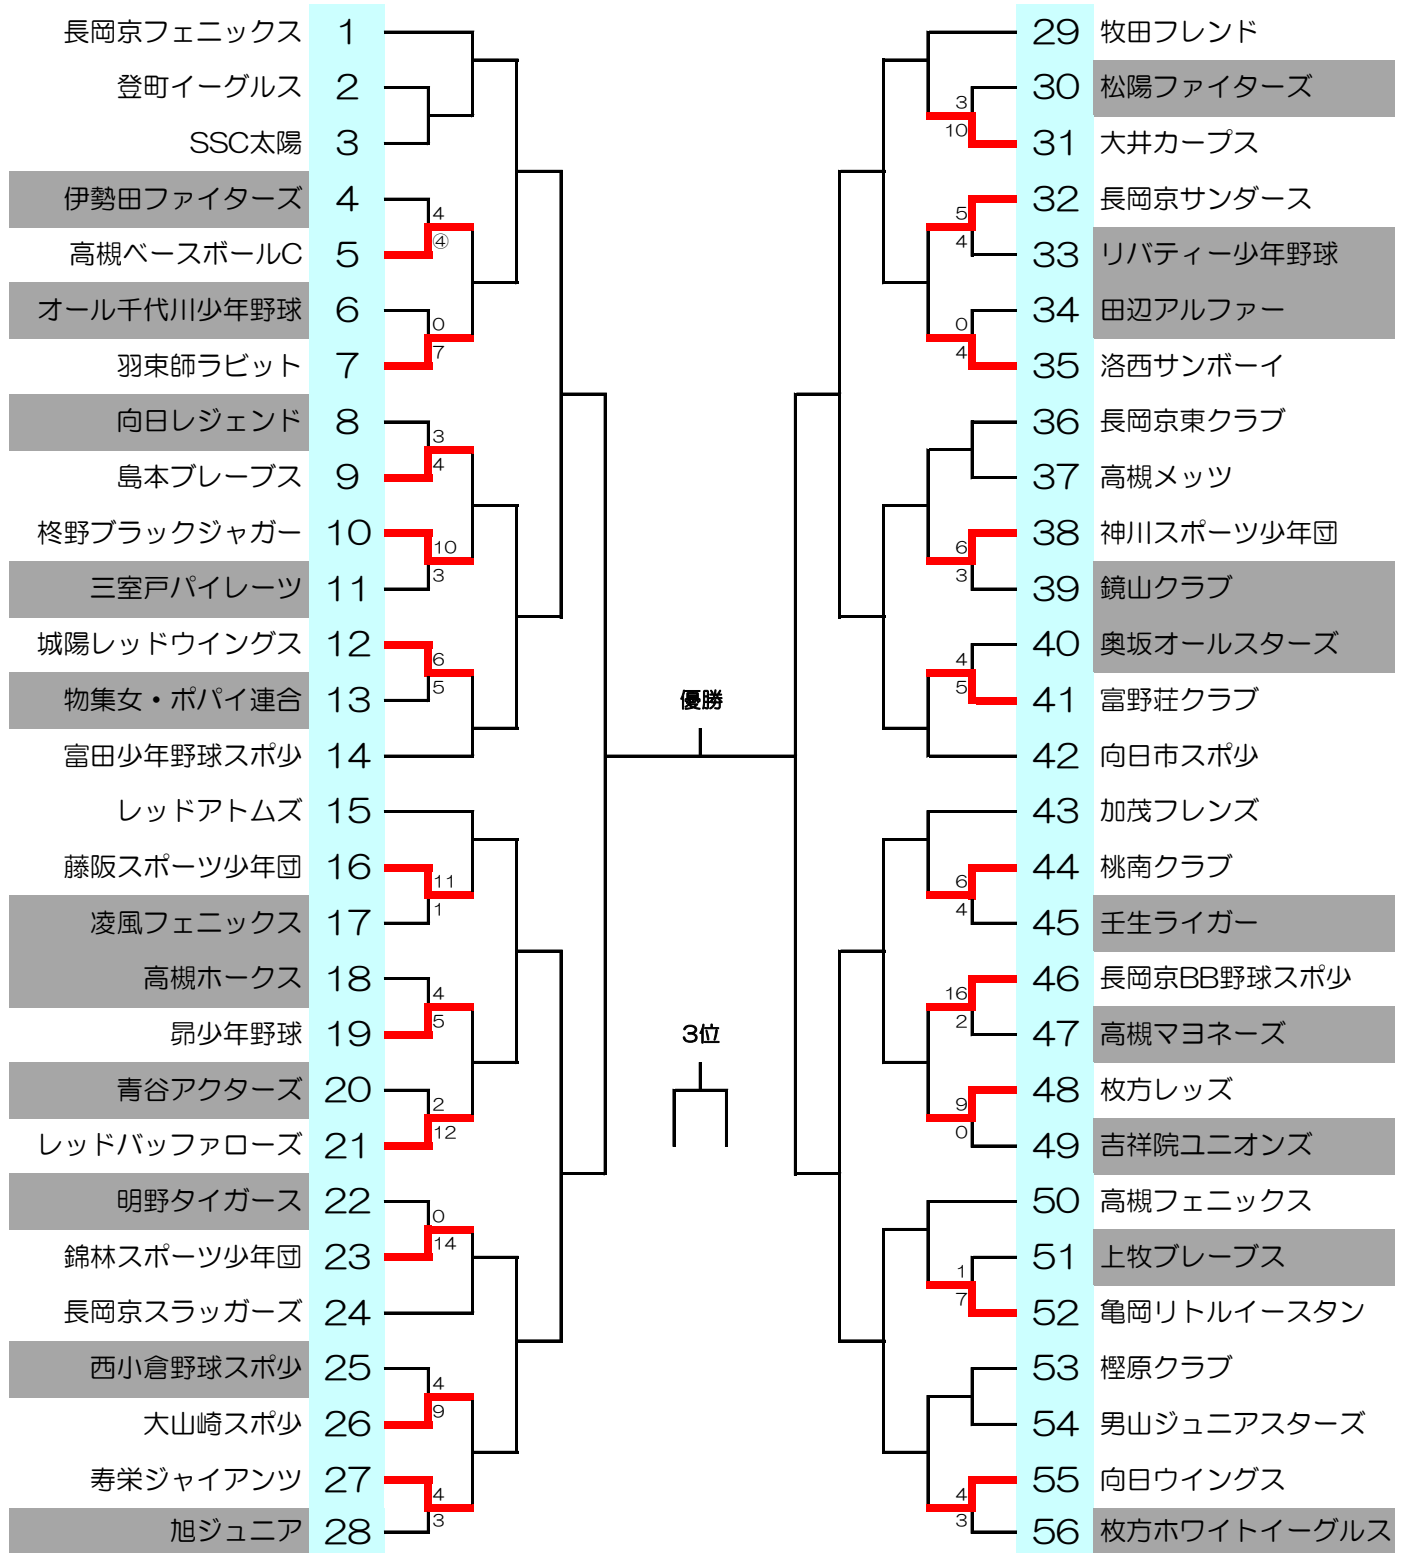 長岡京フェニックス 1
登町イーグルス 2
SSC太陽 3
伊勢田ファイターズ 4
4
④
高槻ベースボールC 5
オール千代川少年野球 6
0
7
羽束師ラビット 7
向日レジェンド 8
3
4
島本ブレーブス 9
柊野ブラックジャガー 10
10
3
三室戸パイレーツ 11
城陽レッドウイングス 12
6
5
物集女・ポパイ連合 13
富田少年野球スポ少 14
レッドアトムズ 15
藤阪スポーツ少年団 16
11
1
凌風フェニックス 17
高槻ホークス 18
4
5
昴少年野球 19
青谷アクターズ 20
2
12
レッドバッファローズ 21
明野タイガース 22
0
14
錦林スポーツ少年団 23
長岡京スラッガーズ 24
西小倉野球スポ少 25
4
9
大山崎スポ少 26
寿栄ジャイアンツ 27
4
3
旭ジュニア 28
優勝
3位
29 牧田フレンド
30 松陽ファイターズ
3
10
31 大井カープス
32 長岡京サンダース
5
4
33 リバティー少年野球
34 田辺アルファー
0
4
35 洛西サンボーイ
36 長岡京東クラブ
37 高槻メッツ
38 神川スポーツ少年団
6
3
39 鏡山クラブ
40 奥坂オールスターズ
4
5
41 富野荘クラブ
42 向日市スポ少
43 加茂フレンズ
44 桃南クラブ
6
4
45 壬生ライガー
46 長岡京BB野球スポ少
16
2
47 高槻マヨネーズ
48 枚方レッズ
9
0
49 吉祥院ユニオンズ
50 高槻フェニックス
51 上牧ブレーブス
1
7
52 亀岡リトルイースタン
53 樫原クラブ
54 男山ジュニアスターズ
55 向日ウイングス
4
3
56 枚方ホワイトイーグルス